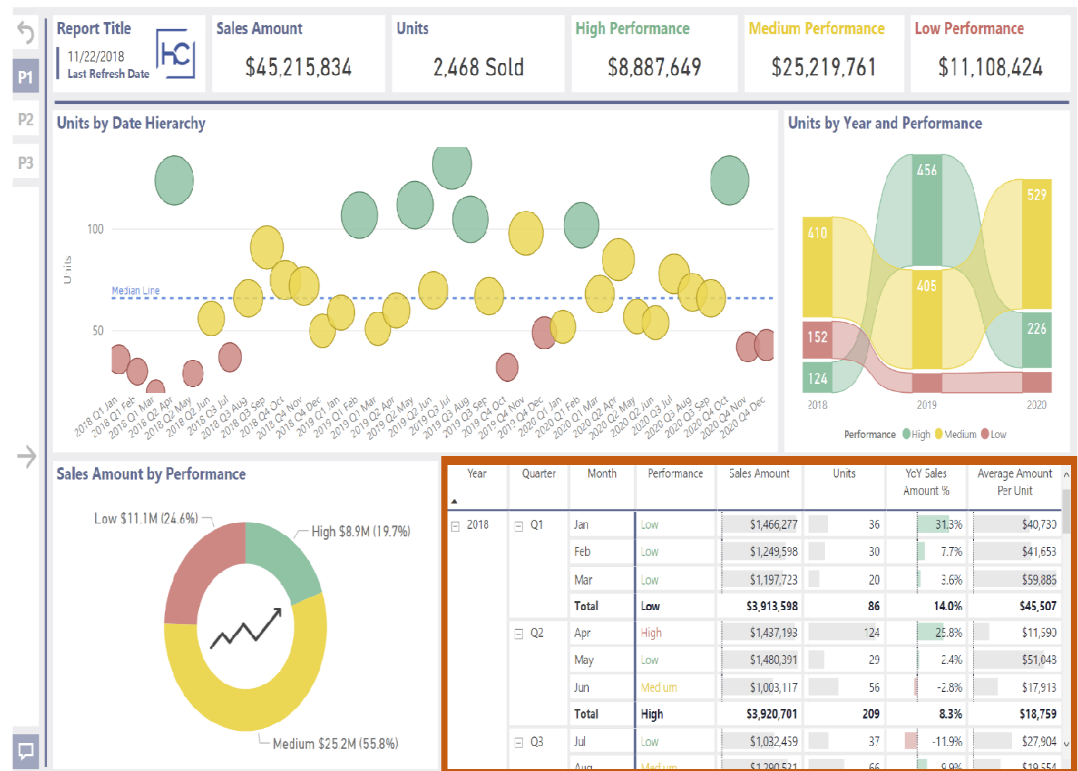 Report Title
11/22/2018
Last Refresh Date
HC
Sales Amount
$45,215,834
Units
2,468 Sold
High Performance
$8,887,649
Medium Performance
$25,219,761
Low Performance
$11,108,424
P1
P2
P3
Units by Date Hierarchy
100
50
Units
Median Line
2018 Q1 Jan
2018 Q1 Feb
2018 Q1 Mar
2018 Q2 Apr
2018 Q2 May
2018 Q2 Jun
2018 Q3 Jul
2018 Q3 Aug
2018 Q3 Sep
2018 Q4 Oct
2018 Q4 Nov
2018 Q4 Dec
2019 Q1 Jan
2019 Q1 Feb
2019 Q1 Mar
2019 Q2 Apr
2019 Q2 May
2019 Q2 Jun
2019 Q3 Jul
2019 Q3 Aug
2019 Q3 Sep
2019 Q4 Oct
2019 Q4 Nov
2019 Q4 Dec
2020 Q1 Jan
2020 Q1 Feb
2020 Q1 Mar
2020 Q2 Apr
2020 Q2 May
2020 Q2 Jun
2020 Q3 Jul
2020 Q3 Aug
2020 Q3 Sep
2020 Q4 Oct
2020 Q4 Nov
2020 Q4 Dec
Units by Year and Performance
410
152
124
456
405
529
226
2018 2019 2020
Performance High Medium Low
Sales Amount by Performance
Low $11.1M (24.6%)
High $8.9M (19.7%)
Medium $25.2M (55.8%)
Year Quarter Month Performance Sales Amount Units YoY Sales Amount % Average Amount Per Unit
2018 Q1 Jan Low $1,466,277 36 31.3% $40,730
Feb Low $1,249,598 30 7.7% $41,653
Mar Low $1,197,723 20 3.6% $59,886
Total Low $3,913,598 86 14.0% $45,507
Q2 Apr High $1,437,193 124 25.8% $11,590
May Low $1,480,391 29 2.4% $51,048
Jun Medium $1,003,117 56 -2.8% $17,913
Total High $3,920,701 209 8.3% $18,759
Q3 Jul Low $1,032,459 37 -11.9% $27,904
Aug Medium $1,290,531 66 9.9% $19,554